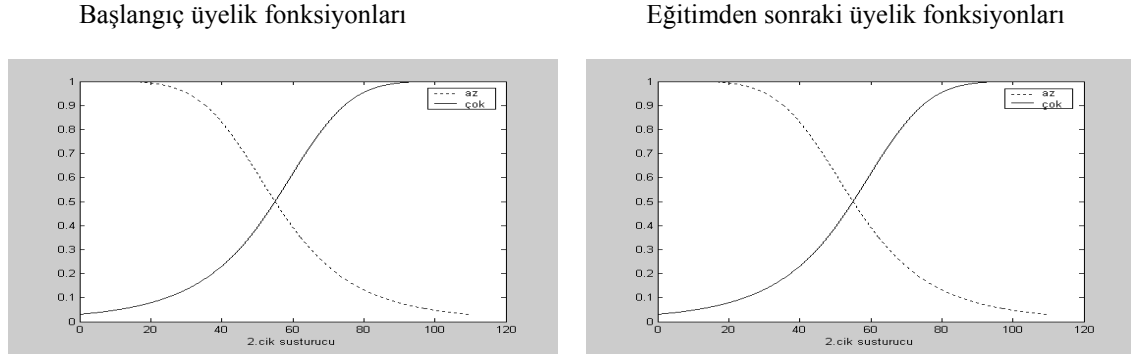 Başlangıç üyelik fonksiyonları
Eğitimden sonraki üyelik fonksiyonları
1
0.9
0.8
0.7
0.6
0.5
0.4
0.3
0.2
0.1
0
az
çok
0 20 40 60 80 100 120
2.cik susturucu
1
0.9
0.8
0.7
0.6
0.5
0.4
0.3
0.2
0.1
0
az
çok
0 20 40 60 80 100 120
2.cik susturucu